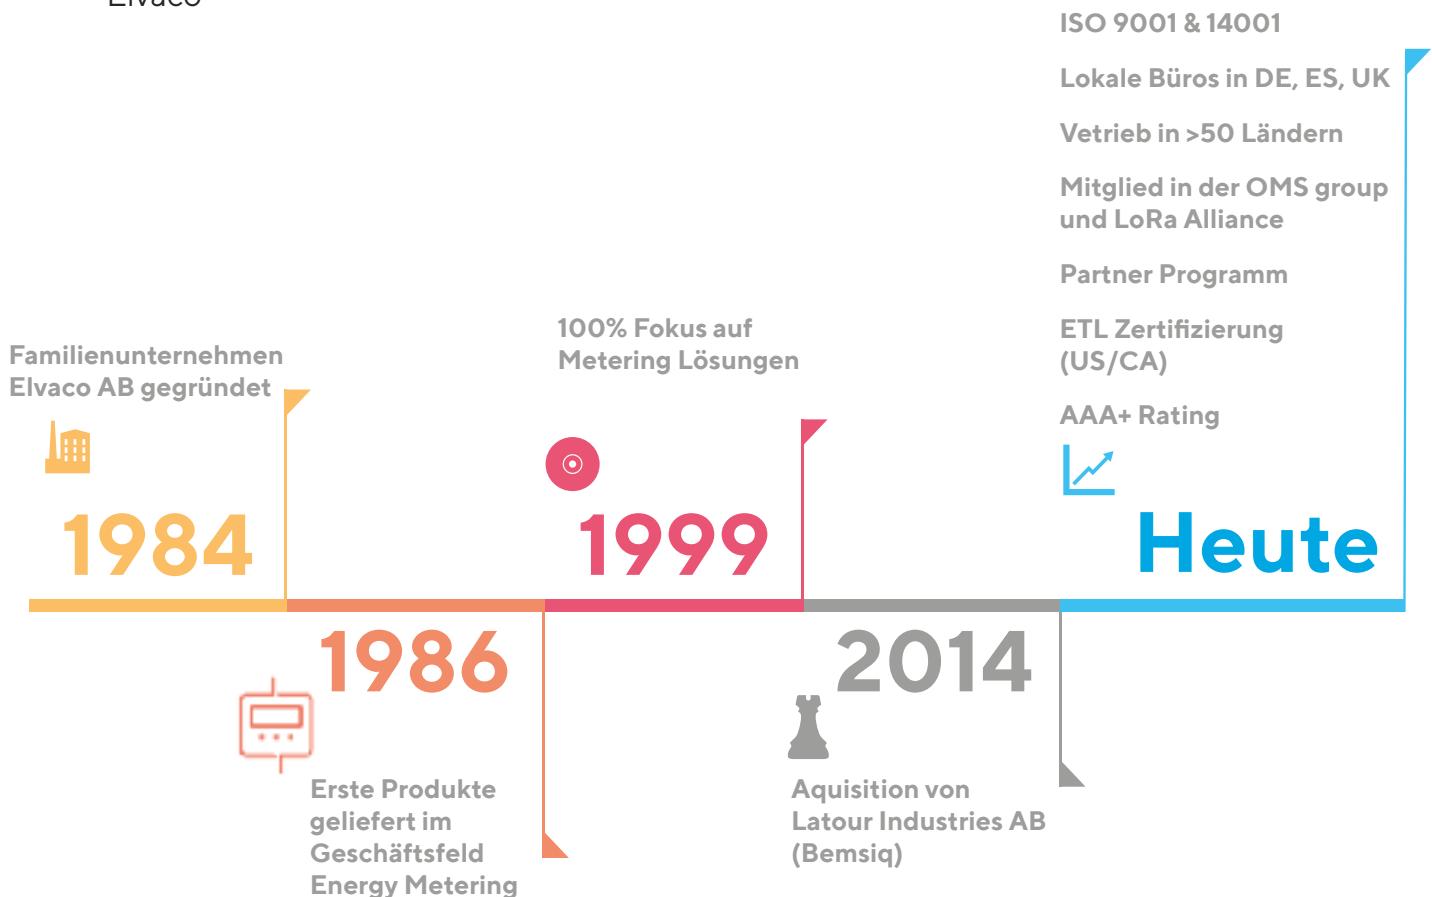 Elvaco
Familienunternehmen
Elvaco AB gegründet
1984
1986
Erste Produkte
geliefert im
Geschäftsfeld
Energy Metering
100% Fokus auf
Metering Lösungen
1999
2014
Aquisition von
Latour Industries AB
(Bemsiq)
ISO 9001 & 14001
Lokale Büros in DE, ES, UK
Vetrieb in >50 Ländern
Mitglied in der OMS group
und LoRa Alliance
Partner Programm
ETL Zertifizierung
(US/CA)
AAA+ Rating
Heute